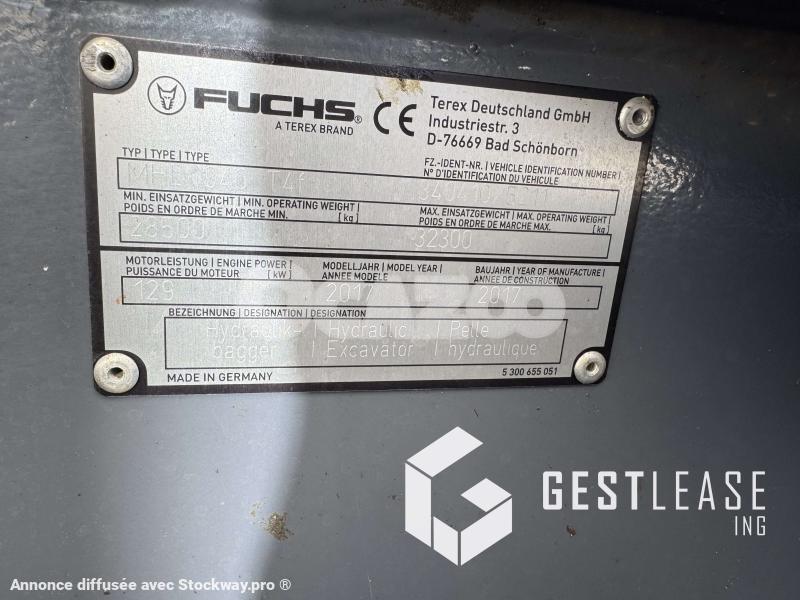 FUCHS®
A TEREX BRAND
CE
Terex Deutschland GmbH
Industriestr. 3
D-76669 Bad Schönborn
TYP | TYPE | TYPE
FZ.-IDENT-NR. | VEHICLE IDENTIFICATION NUMBER |
N° D'IDENTIFICATION DU VEHICULE
MIN. EINSATZGEWICHT | MIN. OPERATING WEIGHT |
POIDS EN ORDRE DE MARCHE MIN. [kg]
MAX. EINSATZGEWICHT | MAX. OPERATING WEIGHT |
POIDS EN ORDRE DE MARCHE MAX. [kg]
32300
MOTORLEISTUNG | ENGINE POWER |
PUISSANCE DU MOTEUR [kW]
MODELLJAHR | MODEL YEAR |
ANNEE MODELE
BAUJAHR | YEAR OF MANUFACTURE |
ANNÉE DE CONSTRUCTION
129
2017
2017
BEZEICHNUNG | DESIGNATION | DESIGNATION
Hydraulik- | Hydraulic | Pelle
bagger | Excavator | hydraulique
MADE IN GERMANY
5 300 655 051
GESTLEASE
ING
Annonce diffusée avec Stockway.pro ®